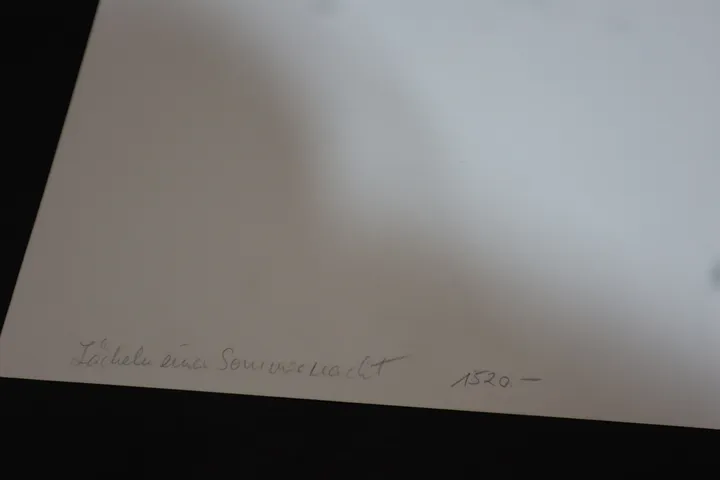 Lächeln einer Sommernacht 1520.—